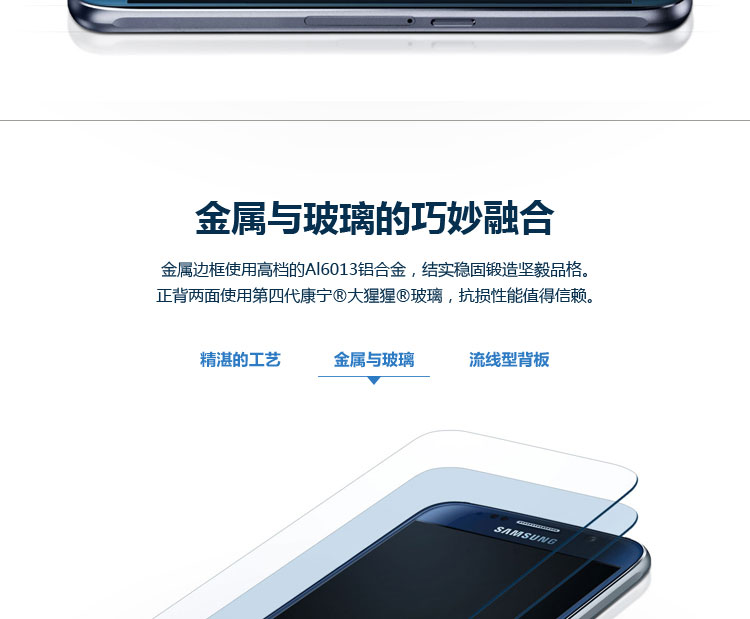 金属与玻璃的巧妙融合
金属边框使用高档的Al6013铝合金，结实稳固锻造坚毅品格。
正背两面使用第四代康宁®大猩猩®玻璃，抗损性能值得信赖。
精湛的工艺 金属与玻璃 流线型背板
SAMSUNG